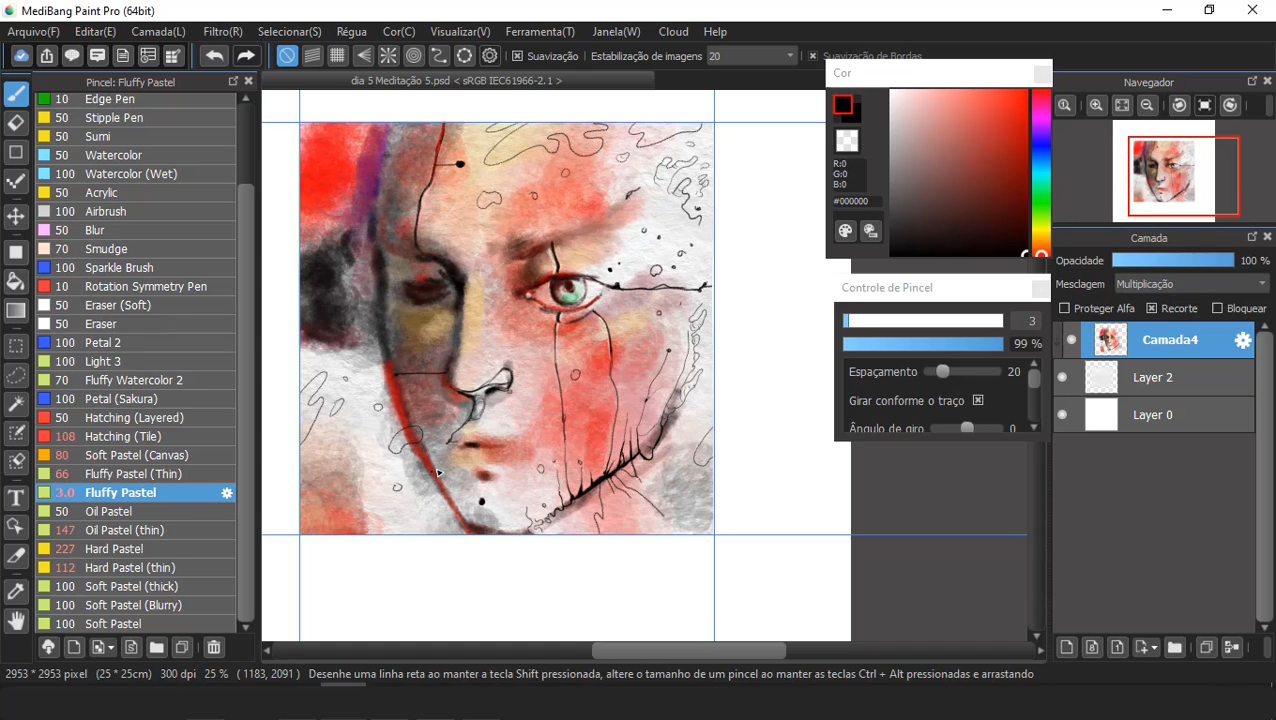 MediBang Paint Pro (64bit)
Arquivo(F) Editar(E) Camada(L) Filtro(R) Selecionar(S) Régua Cor(C) Visualizar(V) Ferramenta(T) Janela(W) Cloud Help
Suavização Estabilização de imagens 20 Suavização de Bordas
Pincel: Fluffy Pastel
dia 5 Meditação 5.psd < sRGB IEC61966-2.1 >
10 Edge Pen
50 Stipple Pen
50 Sumi
50 Watercolor
50 Watercolor (Wet)
50 Acrylic
100 Airbrush
50 Blur
70 Smudge
100 Sparkle Brush
10 Rotation Symmetry Pen
50 Eraser (Soft)
50 Eraser
100 Petal 2
100 Light 3
70 Fluffy Watercolor 2
100 Petal (Sakura)
50 Hatching (Layered)
108 Hatching (Tile)
80 Soft Pastel (Canvas)
66 Fluffy Pastel (Thin)
3.0 Fluffy Pastel
50 Oil Pastel
147 Oil Pastel (thin)
227 Hard Pastel
112 Hard Pastel (thin)
100 Soft Pastel (thick)
100 Soft Pastel (Blurry)
100 Soft Pastel
Cor
R:0
G:0
B:0
#000000
Controle de Pincel
3
99 %
Espaçamento 20
Girar conforme o traço
Ângulo de giro 0
Navegador
Camada
Opacidade 100 %
Mesclagem Multiplicação
Proteger Alfa Recorte Bloquear
Camada4
Layer 2
Layer 0
2953 * 2953 pixel (25 * 25cm) 300 dpi 25 % ( 1183, 2091 ) Desenhe uma linha reta ao manter a tecla Shift pressionada, altere o tamanho de um pincel ao manter as teclas Ctrl + Alt pressionadas e arrastando